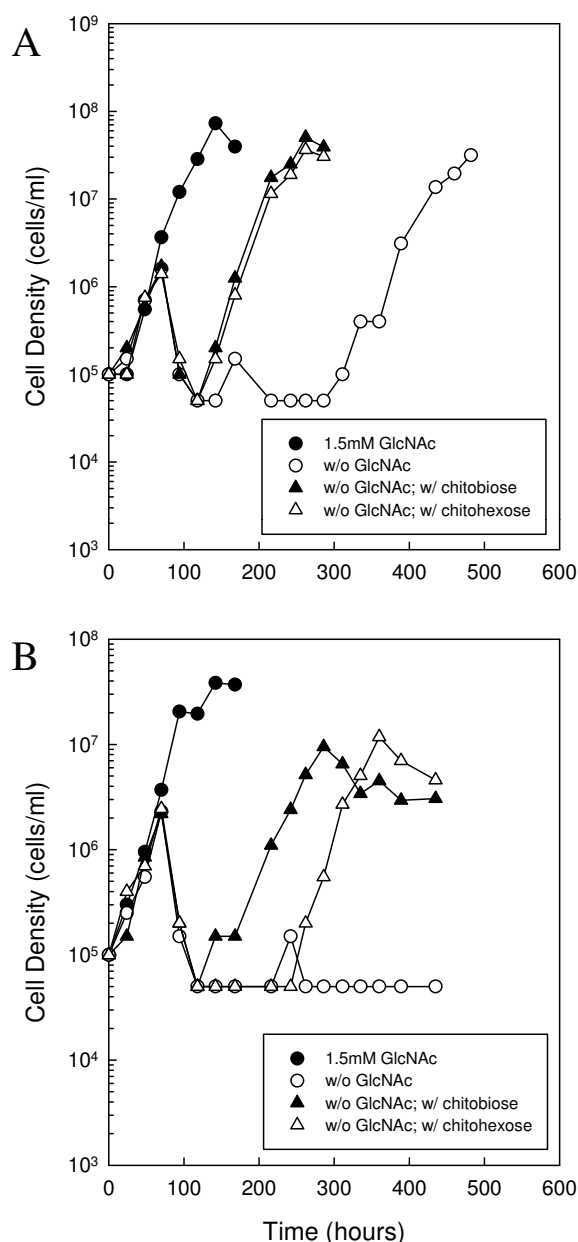 A
Cell Density (cells/ml)
10⁹
10⁸
10⁷
10⁶
10⁵
10⁴
10³
0 100 200 300 400 500 600
1.5mM GlcNAc
w/o GlcNAc
w/o GlcNAc; w/ chitobiose
w/o GlcNAc; w/ chitohexose
B
Cell Density (cells/ml)
10⁸
10⁷
10⁶
10⁵
10⁴
10³
0 100 200 300 400 500 600
1.5mM GlcNAc
w/o GlcNAc
w/o GlcNAc; w/ chitobiose
w/o GlcNAc; w/ chitohexose
Time (hours)